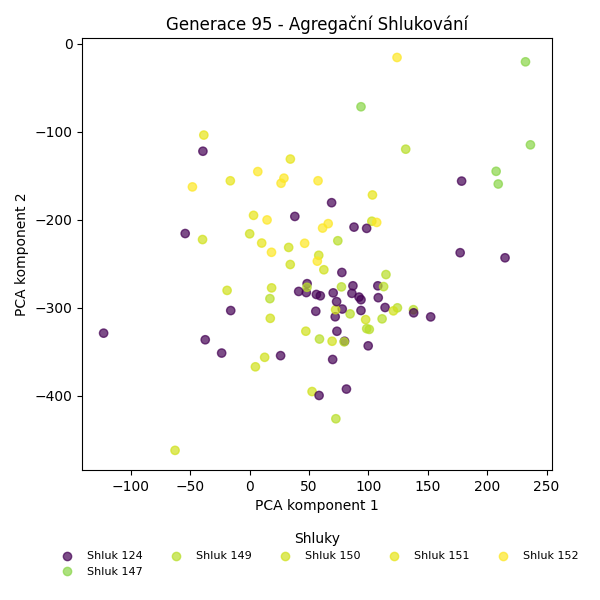 Generace 95 - Agregační Shlukování
0
−100
−200
−300
−400
PCA komponent 2
−100
−50
0
50
100
150
200
250
PCA komponent 1
Shluky
Shluk 124
Shluk 149
Shluk 150
Shluk 151
Shluk 152
Shluk 147